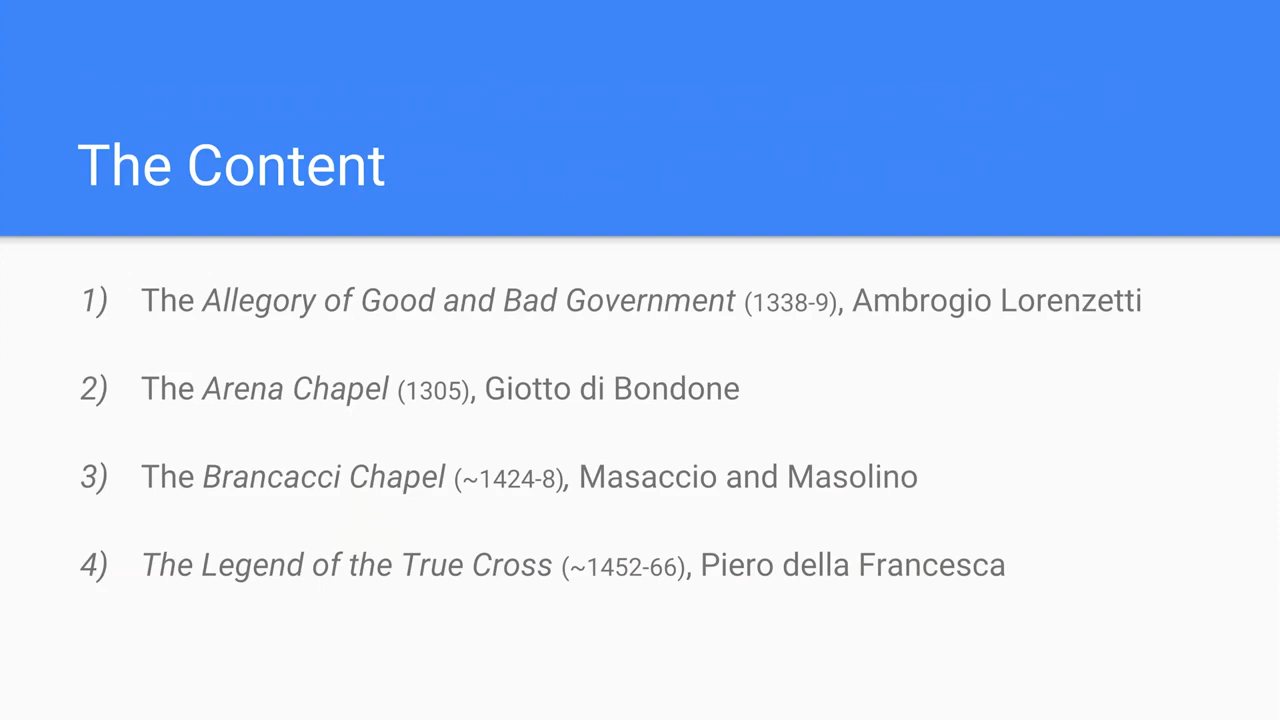 The Content
1) The Allegory of Good and Bad Government (1338-9), Ambrogio Lorenzetti
2) The Arena Chapel (1305), Giotto di Bondone
3) The Brancacci Chapel (~1424-8), Masaccio and Masolino
4) The Legend of the True Cross (~1452-66), Piero della Francesca